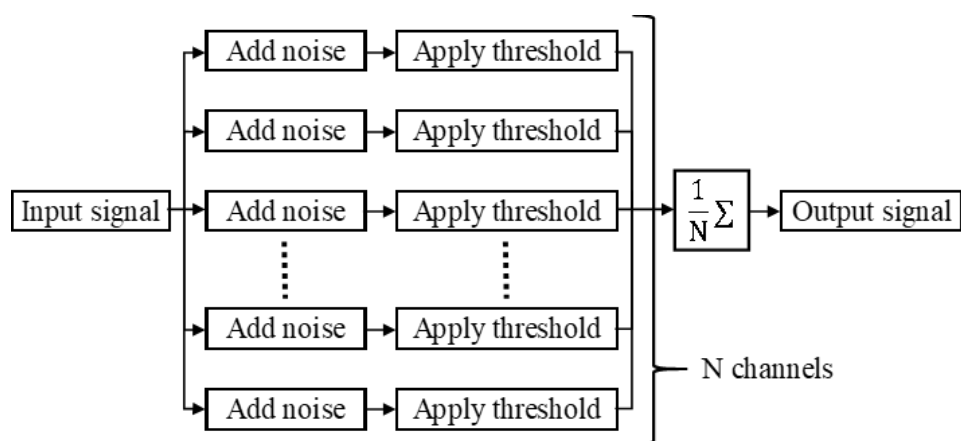 Add noise Apply threshold
Add noise Apply threshold
Input signal Add noise Apply threshold 1/N Σ Output signal
Add noise Apply threshold
N channels
Add noise Apply threshold